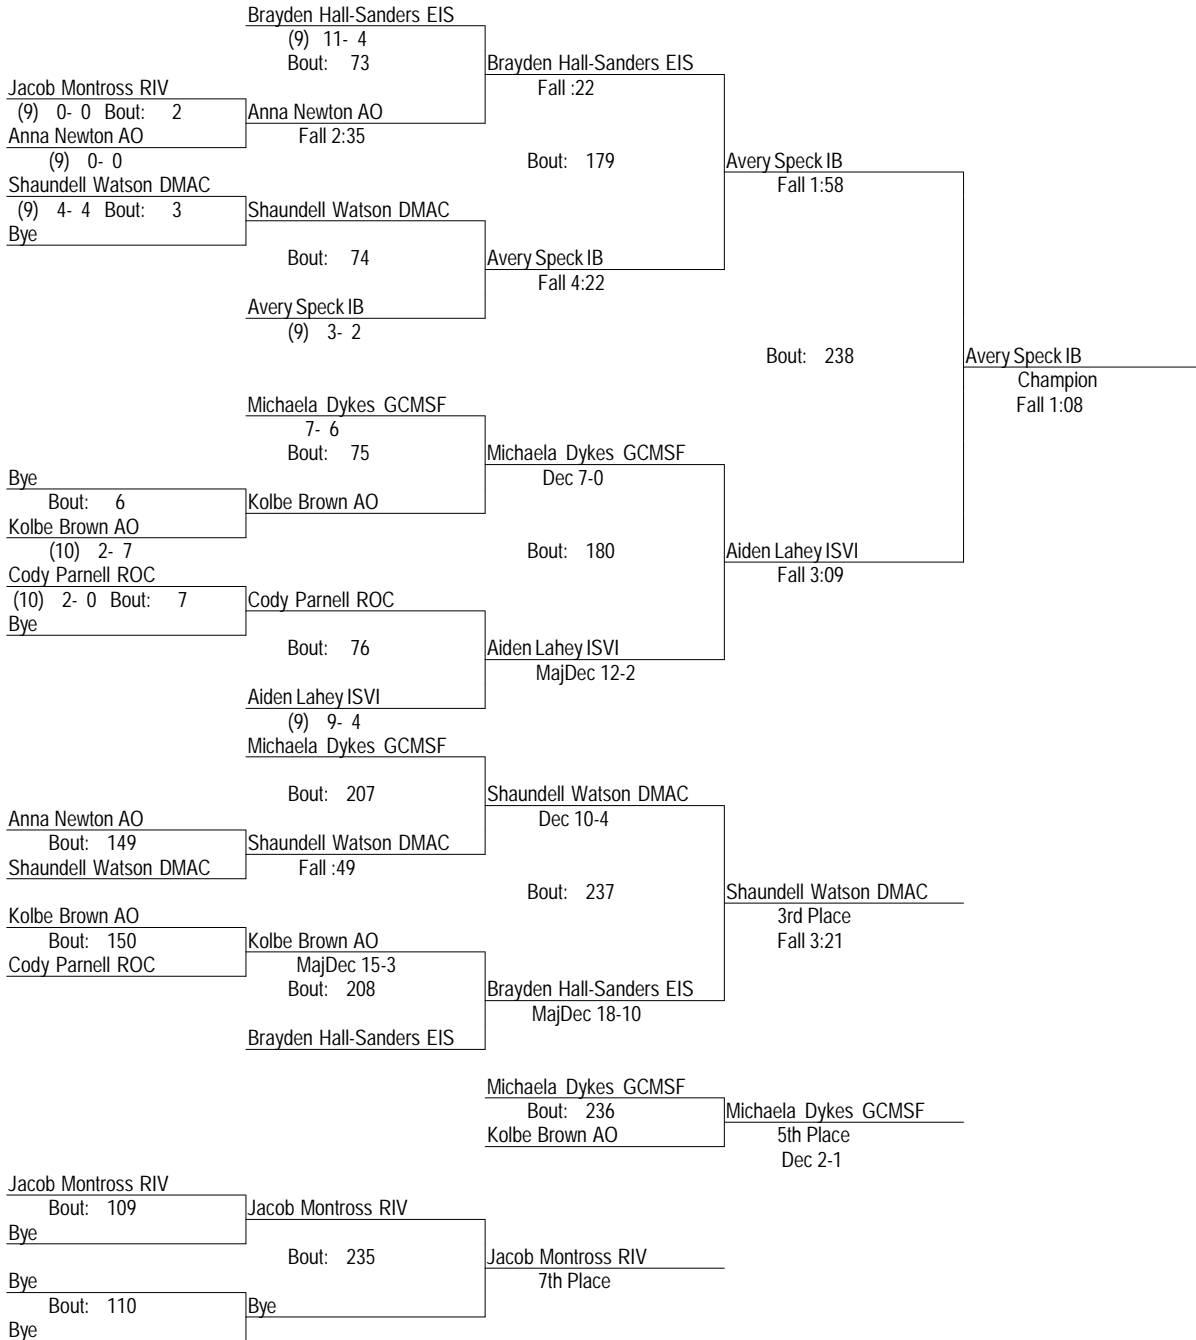 Brayden Hall-Sanders EIS
(9) 11- 4
Bout: 73
Brayden Hall-Sanders EIS
Fall :22
Jacob Montross RIV
(9) 0- 0 Bout: 2
Anna Newton AO
Anna Newton AO
Fall 2:35
(9) 0- 0
Bout: 179
Avery Speck IB
Fall 1:58
Shaundell Watson DMAC
(9) 4- 4 Bout: 3
Shaundell Watson DMAC
Bye
Bout: 74
Avery Speck IB
Fall 4:22
Avery Speck IB
(9) 3- 2
Bout: 238
Avery Speck IB
Champion
Fall 1:08
Michaela Dykes GCMSF
7- 6
Bout: 75
Michaela Dykes GCMSF
Dec 7-0
Bye
Bout: 6
Kolbe Brown AO
Kolbe Brown AO
(10) 2- 7
Bout: 180
Aiden Lahey ISVI
Fall 3:09
Cody Parnell ROC
(10) 2- 0 Bout: 7
Cody Parnell ROC
Bye
Bout: 76
Aiden Lahey ISVI
MajDec 12-2
Aiden Lahey ISVI
(9) 9- 4
Michaela Dykes GCMSF
Bout: 207
Shaundell Watson DMAC
Dec 10-4
Anna Newton AO
Bout: 149
Shaundell Watson DMAC
Shaundell Watson DMAC
Fall :49
Bout: 237
Shaundell Watson DMAC
3rd Place
Fall 3:21
Kolbe Brown AO
Bout: 150
Kolbe Brown AO
Cody Parnell ROC
MajDec 15-3
Bout: 208
Brayden Hall-Sanders EIS
MajDec 18-10
Brayden Hall-Sanders EIS
Michaela Dykes GCMSF
Bout: 236
Michaela Dykes GCMSF
Kolbe Brown AO
5th Place
Dec 2-1
Jacob Montross RIV
Bout: 109
Jacob Montross RIV
Bye
Bout: 235
Jacob Montross RIV
7th Place
Bye
Bout: 110
Bye
Bye